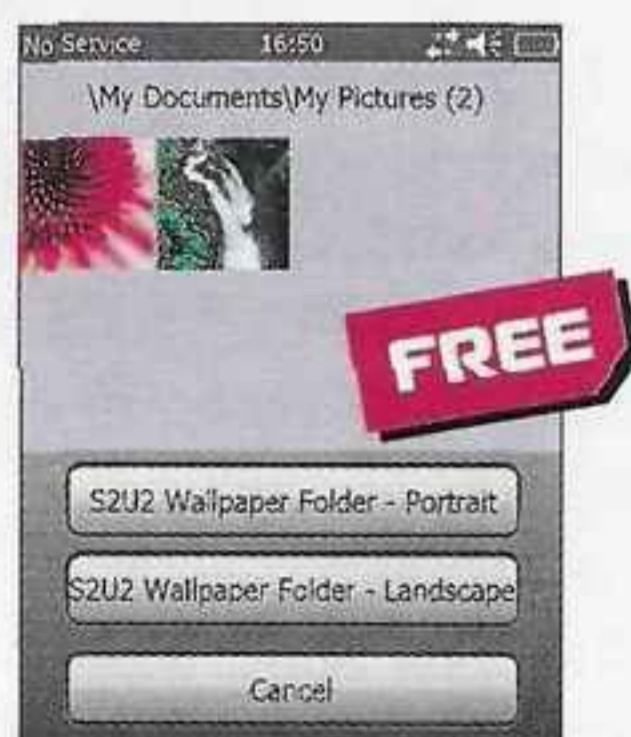 No Service 16:50
\My Documents\My Pictures (2)
FREE
S2U2 Wallpaper Folder - Portrait
S2U2 Wallpaper Folder - Landscape
Cancel